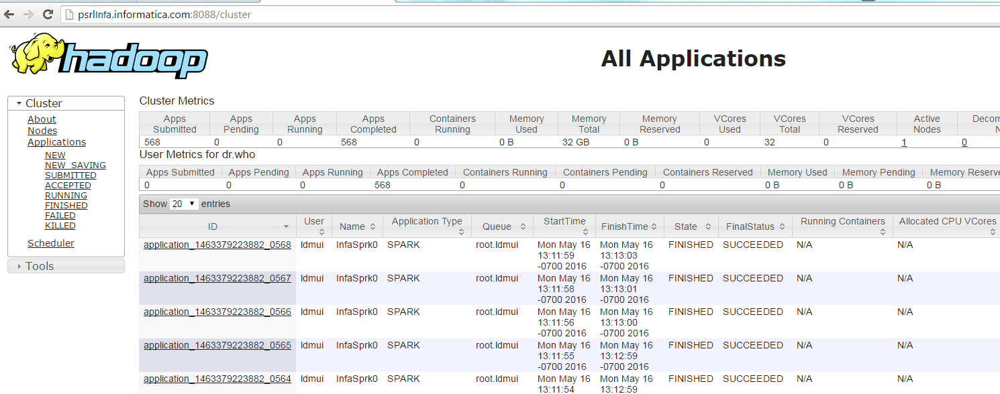 psrlinfa.informatica.com:8088/cluster
hadoop
All Applications
Cluster
About
Nodes
Applications
NEW
NEW_SAVING
SUBMITTED
ACCEPTED
RUNNING
FINISHED
FAILED
KILLED
Scheduler
Tools
Cluster Metrics
Apps Submitted Apps Pending Apps Running Apps Completed Containers Running Memory Used Memory Total Memory Reserved VCores Used VCores Total VCores Reserved Active Nodes Decom N
568 0 0 568 0 0 B 32 GB 0 B 0 32 0 1 0
User Metrics for dr.who
Apps Submitted Apps Pending Apps Running Apps Completed Containers Running Containers Pending Containers Reserved Memory Used Memory Pending Memory Reserve
0 0 0 568 0 0 0 0 B 0 B 0 B
Show 20 entries
ID User Name Application Type Queue StartTime FinishTime State FinalStatus Running Containers Allocated CPU VCores
application_1463379223882_0568 ldmui InfaSprk0 SPARK root.ldmui Mon May 16 Mon May 16 FINISHED SUCCEEDED N/A N/A
13:11:59 13:13:03
-0700 2016 -0700 2016
application_1463379223882_0567 ldmui InfaSprk0 SPARK root.ldmui Mon May 16 Mon May 16 FINISHED SUCCEEDED N/A N/A
13:11:58 13:13:01
-0700 2016 -0700 2016
application_1463379223882_0566 ldmui InfaSprk0 SPARK root.ldmui Mon May 16 Mon May 16 FINISHED SUCCEEDED N/A N/A
13:11:56 13:13:00
-0700 2016 -0700 2016
application_1463379223882_0565 ldmui InfaSprk0 SPARK root.ldmui Mon May 16 Mon May 16 FINISHED SUCCEEDED N/A N/A
13:11:55 13:12:59
-0700 2016 -0700 2016
application_1463379223882_0564 ldmui InfaSprk0 SPARK root.ldmui Mon May 16 Mon May 16 FINISHED SUCCEEDED N/A N/A
13:11:54 13:12:59